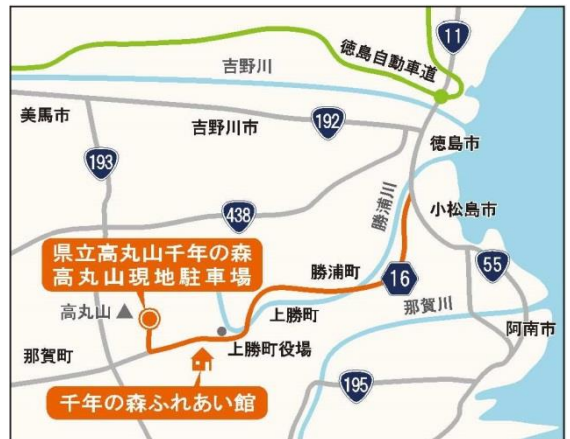 11
徳島自動車道
吉野川
美馬市
吉野川市
192
徳島市
193
勝浦川
438
小松島市
県立高丸山千年の森
高丸山現地駐車場
勝浦町
16
55
高丸山
上勝町
那賀川
阿南市
那賀町
上勝町役場
千年の森ふれあい館
195